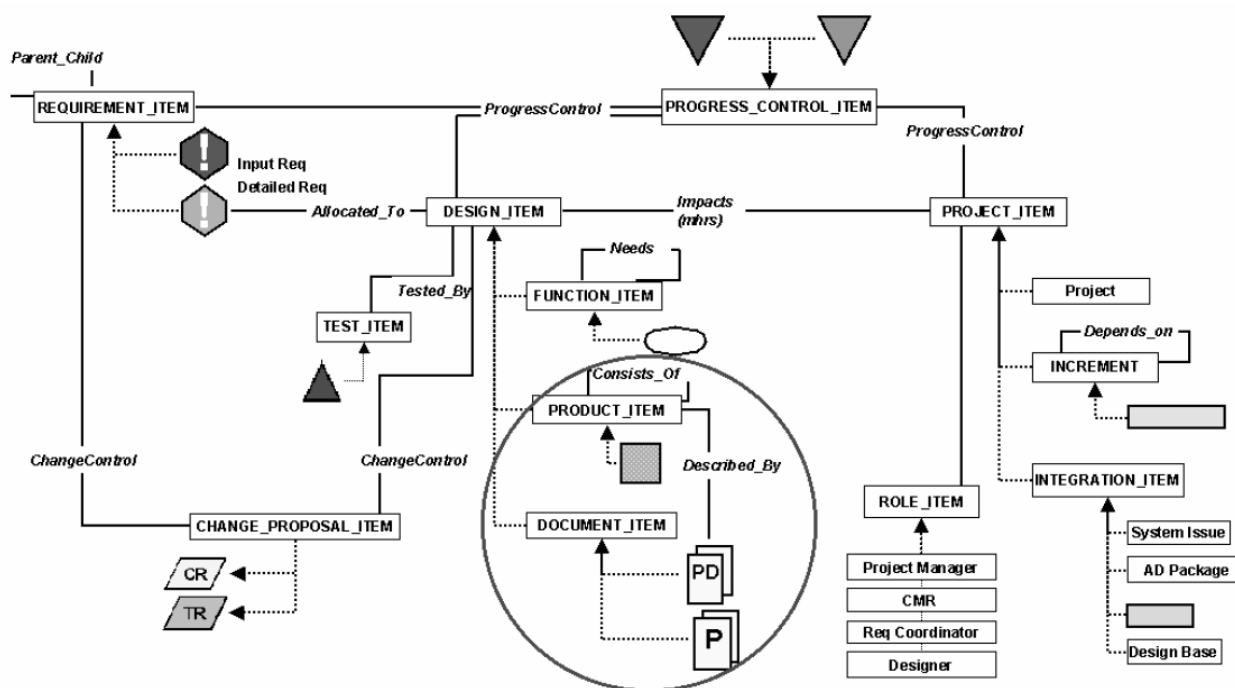 Parent_Child
REQUIREMENT_ITEM
ProgressControl
PROGRESS_CONTROL_ITEM
ProgressControl
!
Input Req
!
Detailed Req
Allocated_To
DESIGN_ITEM
Impacts
(mhrs)
PROJECT_ITEM
Needs
Tested_By
FUNCTION_ITEM
Project
TEST_ITEM
Depends_on
INCREMENT
Consists_Of
PRODUCT_ITEM
ChangeControl
ChangeControl
Described_By
INTEGRATION_ITEM
ROLE_ITEM
CHANGE_PROPOSAL_ITEM
DOCUMENT_ITEM
System Issue
CR
PD
Project Manager
AD Package
TR
CMR
P
Req Coordinator
Design Base
Designer